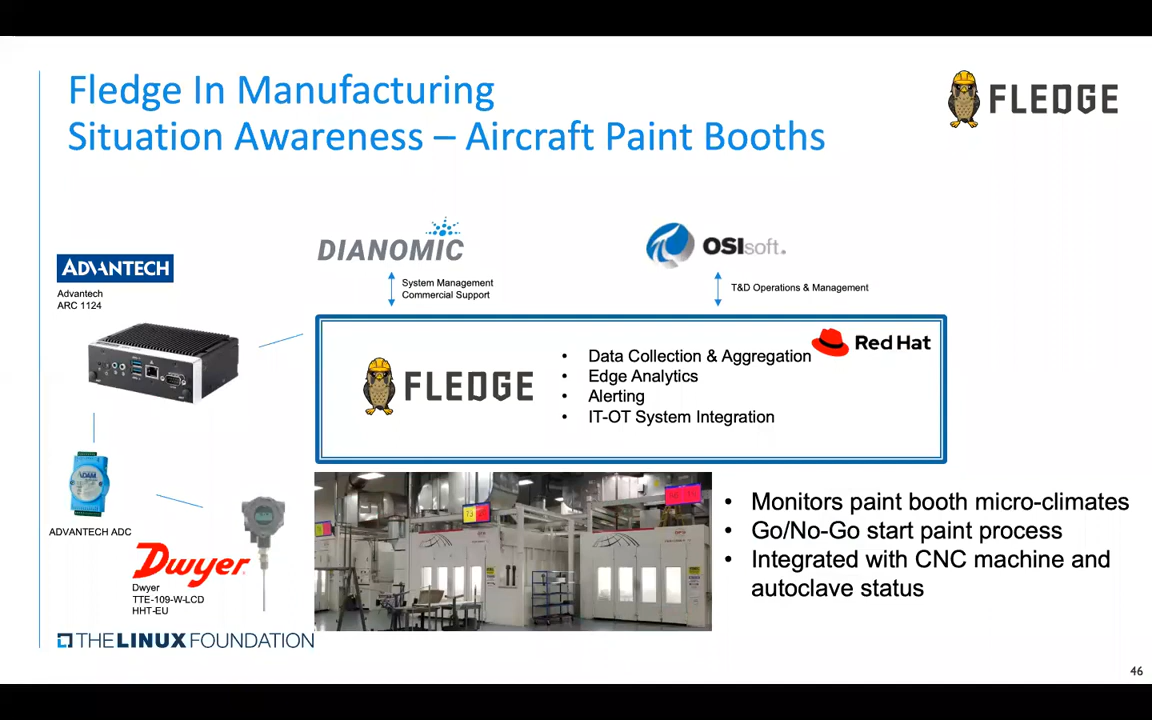 Fledge In Manufacturing
Situation Awareness – Aircraft Paint Booths
FLEDGE
DIANOMIC
OSIsoft.
ADVANTECH
System Management
Commercial Support
T&D Operations & Management
Advantech
ARC 1124
Red Hat
FLEDGE
• Data Collection & Aggregation
• Edge Analytics
• Alerting
• IT-OT System Integration
ADAM
ADVANTECH ADC
Dwyer
Dwyer
TTE-109-W-LCD
HHT-EU
• Monitors paint booth micro-climates
• Go/No-Go start paint process
• Integrated with CNC machine and
autoclave status
THE LINUX FOUNDATION
46